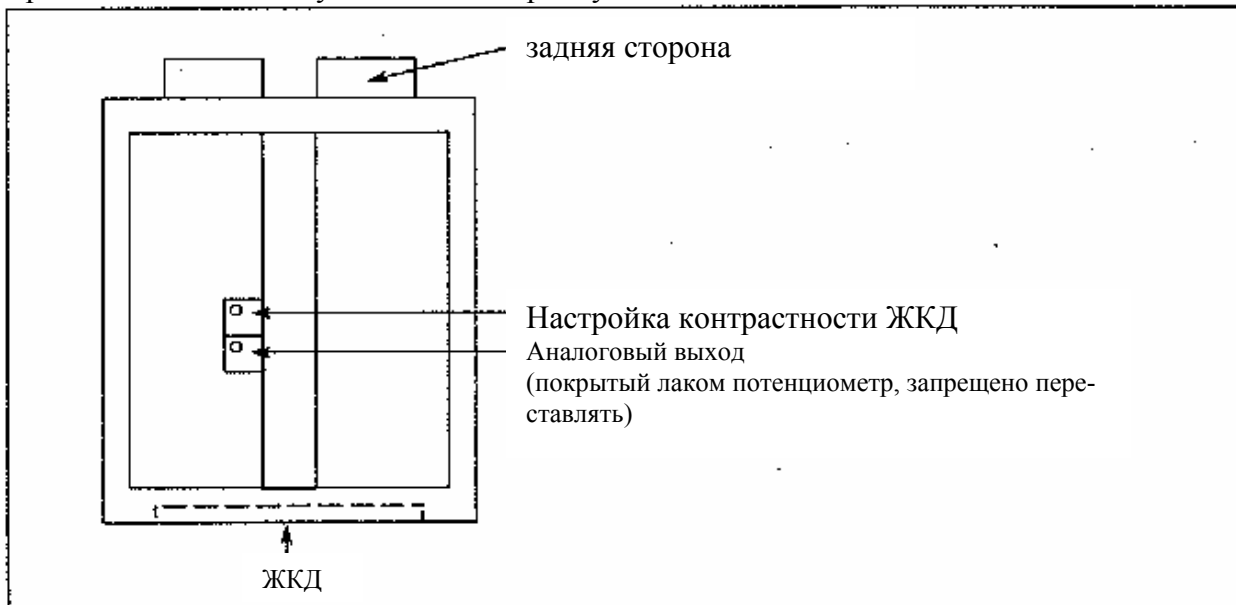 задняя сторона
Настройка контрастности ЖКД
Аналоговый выход
(покрытый лаком потенциометр, запрещено пере-
ставлять)
ЖКД